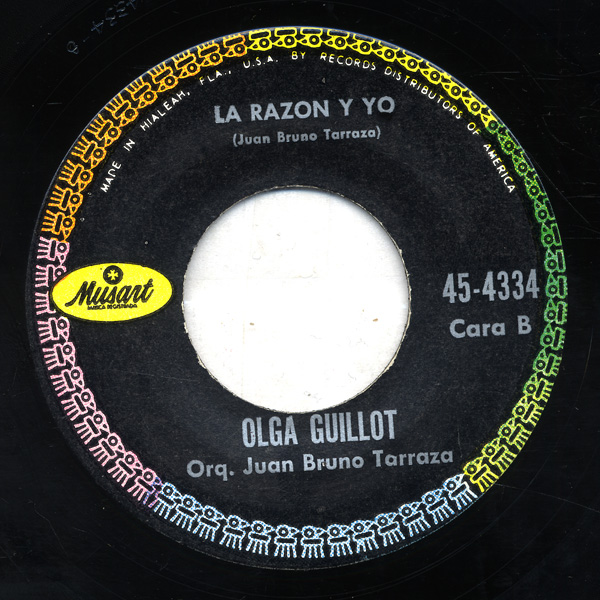 MADE IN HIALEAH, FLA., U.S.A. BY RECORDS DISTRIBUTORS OF AMERICA
LA RAZON Y YO
(Juan Bruno Tarraza)
Musart
MARCA REGISTRADA
45-4334
Cara B
OLGA GUILLOT
Orq. Juan Bruno Tarraza